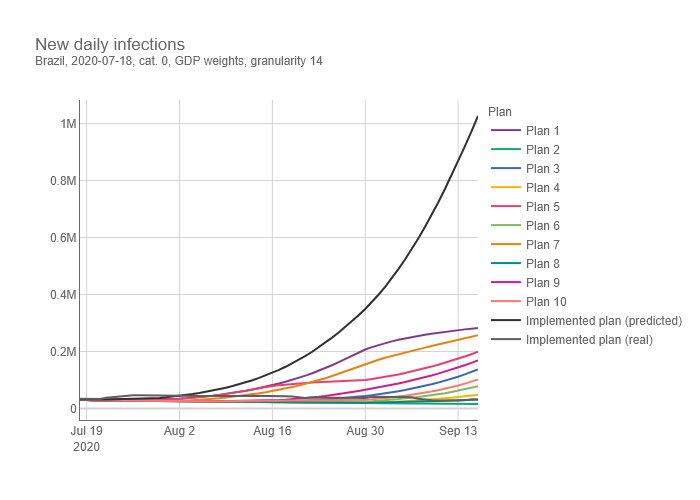 New daily infections
Brazil, 2020-07-18, cat. 0, GDP weights, granularity 14
1M
0.8M
0.6M
0.4M
0.2M
0
Jul 19
2020
Aug 2
Aug 16
Aug 30
Sep 13
Plan
Plan 1
Plan 2
Plan 3
Plan 4
Plan 5
Plan 6
Plan 7
Plan 8
Plan 9
Plan 10
Implemented plan (predicted)
Implemented plan (real)